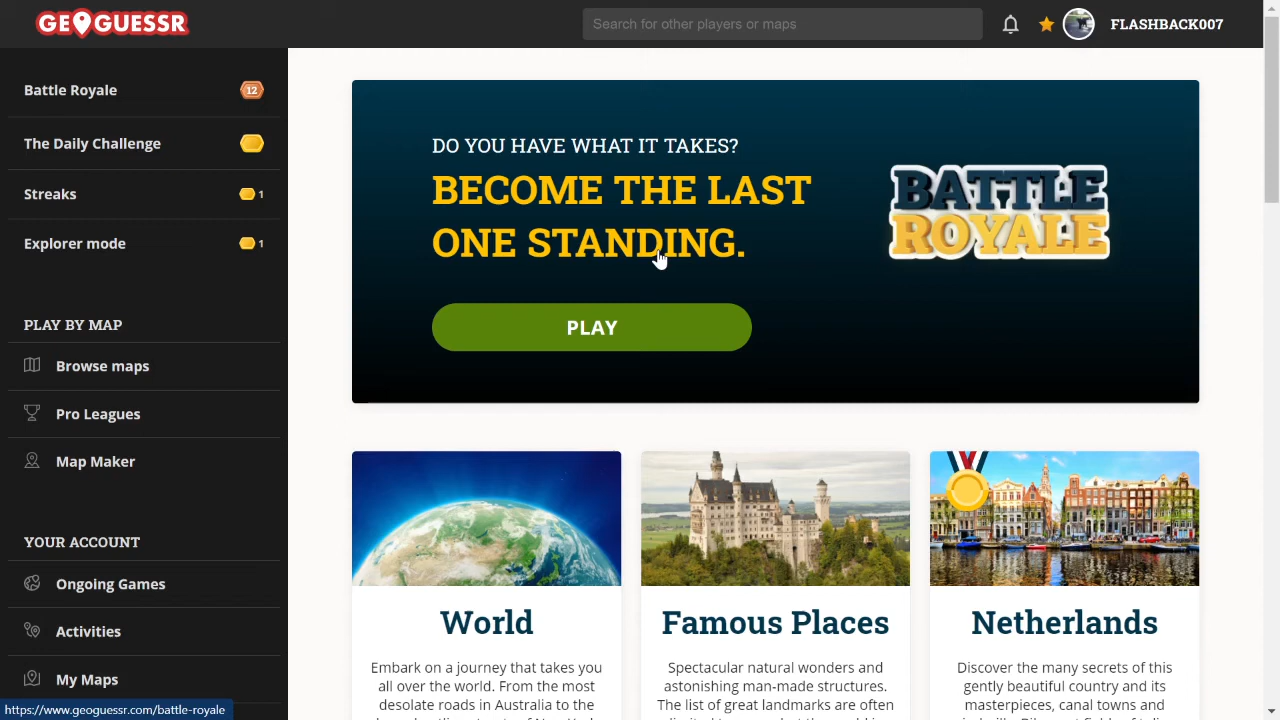 GEOGUESSR
Search for other players or maps
FLASHBACK007
Battle Royale
12
The Daily Challenge
Streaks
1
Explorer mode
1
PLAY BY MAP
Browse maps
Pro Leagues
Map Maker
YOUR ACCOUNT
Ongoing Games
Activities
My Maps
https://www.geoguessr.com/battle-royale
DO YOU HAVE WHAT IT TAKES?
BECOME THE LAST
ONE STANDING.
PLAY
BATTLE
ROYALE
World
Embark on a journey that takes you
all over the world. From the most
desolate roads in Australia to the
Famous Places
Spectacular natural wonders and
astonishing man-made structures.
The list of great landmarks are often
Netherlands
Discover the many secrets of this
gently beautiful country and its
masterpieces, canal towns and